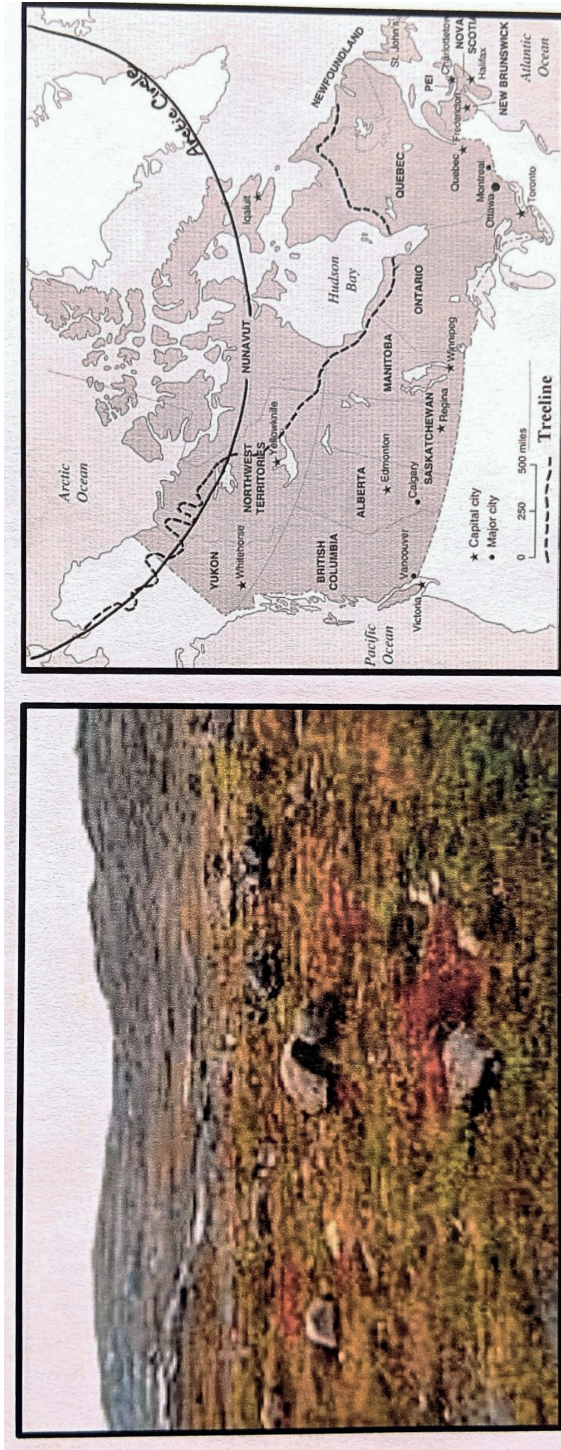 Arctic
Ocean
Arctic Circle
Iqaluit
NUNAVUT
YUKON
Whitehorse
NORTHWEST
TERRITORIES
Yellowknife
Hudson
Bay
NEWFOUNDLAND
St. John's
QUEBEC
PEI
Charlottetow
NOVA
SCOTI
Halifax
Fredericton
NEW BRUNSWICK
Atlantic
Ocean
Quebec
Montreal
Ottawa
Toronto
ONTARIO
MANITOBA
Winnipeg
SASKATCHEWAN
Regina
ALBERTA
Edmonton
Calgary
BRITISH
COLUMBIA
Vancouver
Victoria
Pacific
Ocean
Capital city
Major city
0 250 500 miles
Treeline